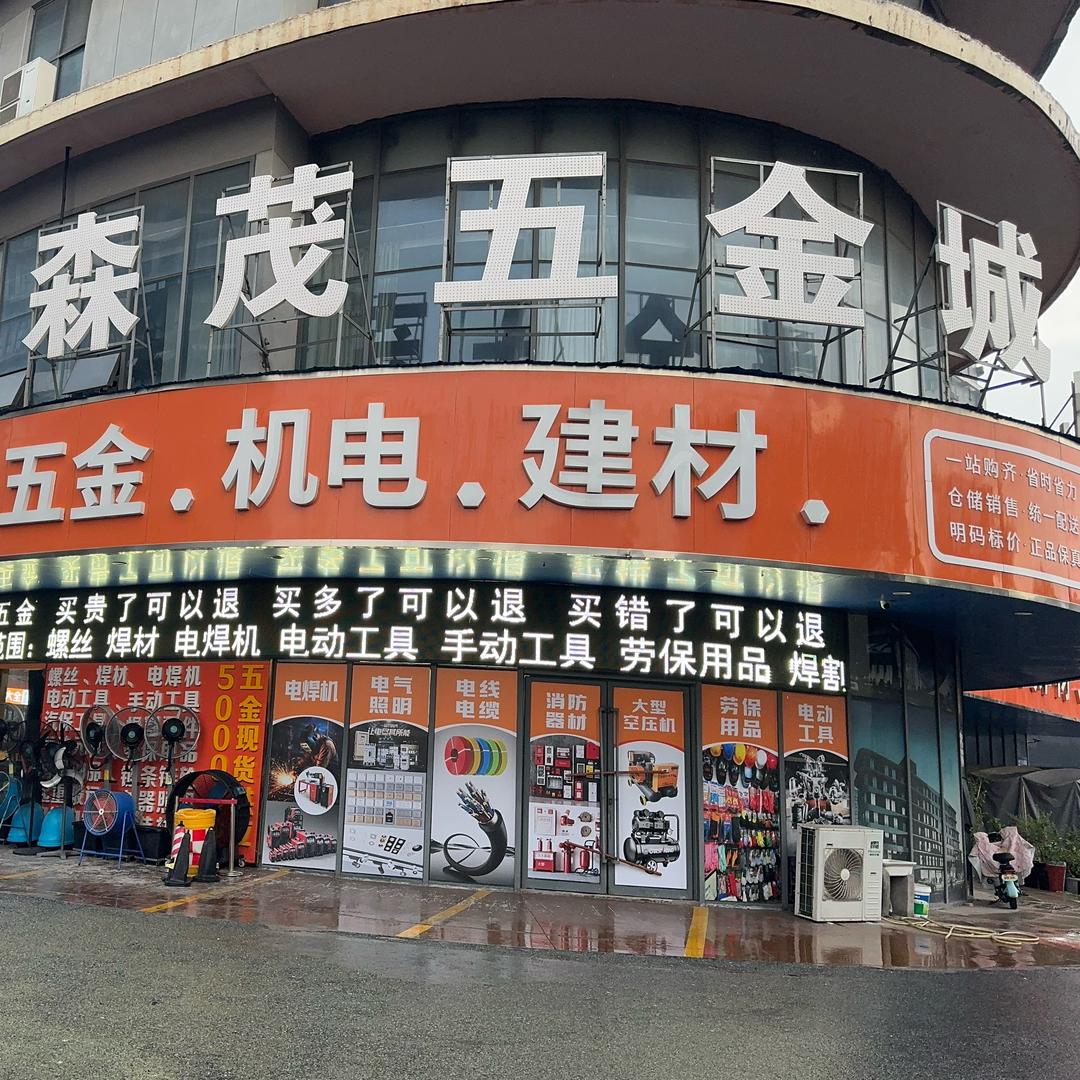 森茂五金城
五金·机电·建材·
一站购齐·省时省力
仓储销售·统一配送
明码标价·正品保真
五金 买贵了可以退 买多了可以退 买错了可以退
范围：螺丝 焊材 电焊机 电动工具 手动工具 劳保用品 焊割
螺丝、焊材、电焊机
电动工具、手动工具
五金现货
5000
电焊机
电气
照明
电线
电缆
消防
器材
大型
空压机
劳保
用品
电动
工具